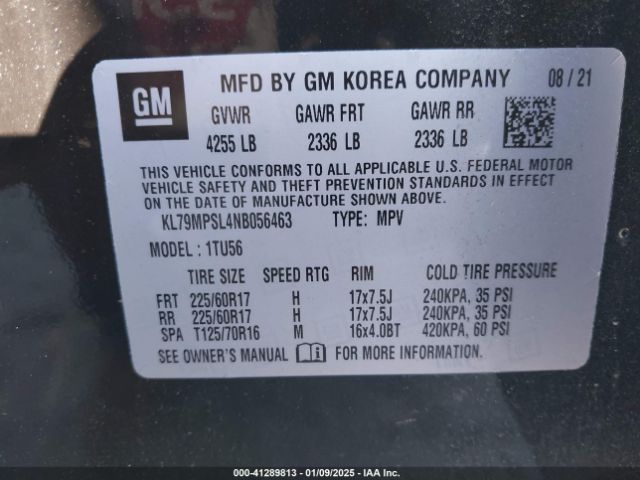 GM
MFD BY GM KOREA COMPANY 08 / 21
GVWR GAWR FRT GAWR RR
4255 LB 2336 LB 2336 LB
THIS VEHICLE CONFORMS TO ALL APPLICABLE U.S. FEDERAL MOTOR
VEHICLE SAFETY AND THEFT PREVENTION STANDARDS IN EFFECT
ON THE DATE OF MANUFACTURE SHOWN ABOVE.
KL79MPSL4NB056463 TYPE: MPV
MODEL : 1TU56
TIRE SIZE SPEED RTG RIM COLD TIRE PRESSURE
FRT 225/60R17 H 17x7.5J 240KPA, 35 PSI
RR 225/60R17 H 17x7.5J 240KPA, 35 PSI
SPA T125/70R16 M 16x4.0BT 420KPA, 60 PSI
SEE OWNER'S MANUAL FOR MORE INFORMATION.
000-41289813 - 01/09/2025 - IAA Inc.